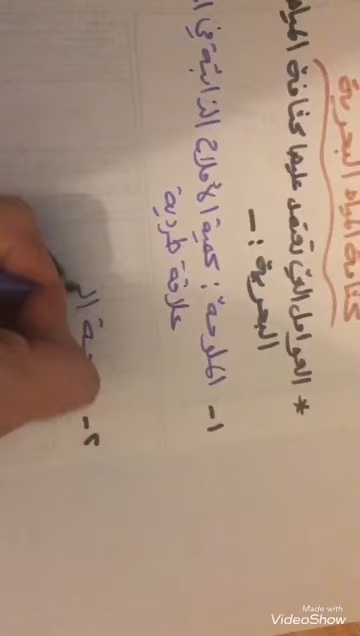 كثافة المياه البحرية
* العوامل التي تعتمد عليها كثافة المياه
البحرية : -
١- الملوحة : كمية الأملاح الذائبة في
علاقة طردية
٢-
Made with
VideoShow